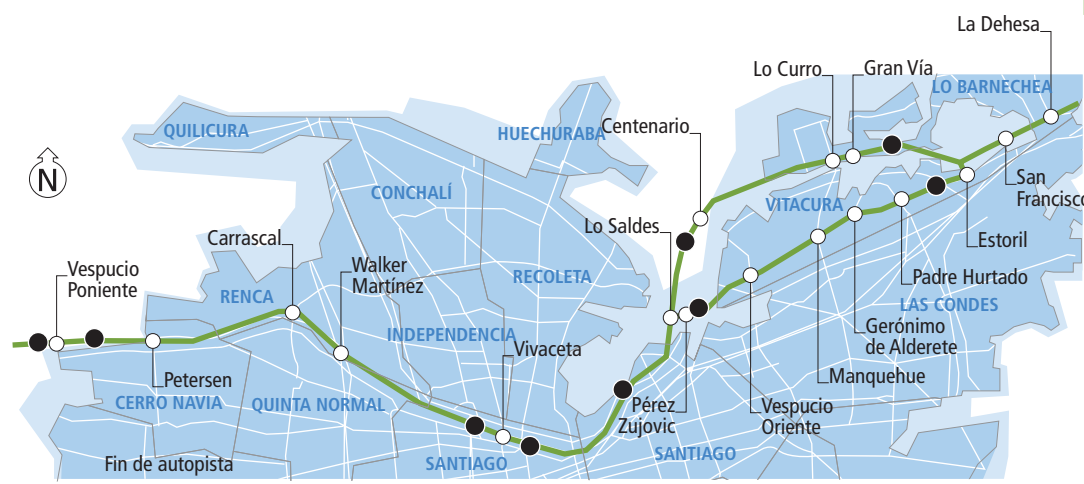 La Dehesa
Lo Curro
Gran Vía
LO BARNECHEA
QUILICURA
HUECHURABA
Centenario
N
CONCHALÍ
VITACURA
San
Francisco
Lo Saldes
Carrascal
Estoril
Walker
Martínez
Vespucio
Poniente
RECOLETA
Padre Hurtado
RENCA
LAS CONDES
INDEPENDENCIA
Gerónimo
de Alderete
Vivaceta
Petersen
Manquehue
CERRO NAVIA
QUINTA NORMAL
Pérez
Zujovic
Vespucio
Oriente
Fin de autopista
SANTIAGO
SANTIAGO